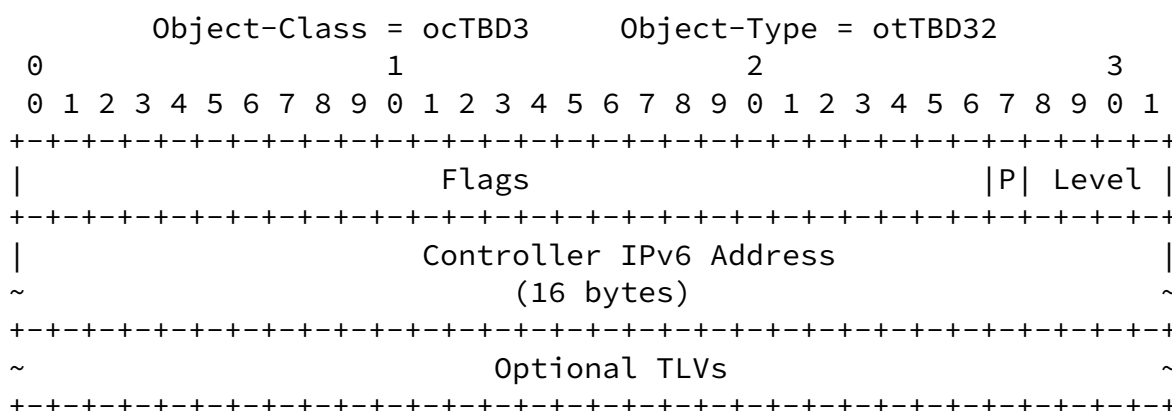 Object-Class = ocTBD3     Object-Type = otTBD32
 0                   1                   2                   3
 0 1 2 3 4 5 6 7 8 9 0 1 2 3 4 5 6 7 8 9 0 1 2 3 4 5 6 7 8 9 0 1
+-+-+-+-+-+-+-+-+-+-+-+-+-+-+-+-+-+-+-+-+-+-+-+-+-+-+-+-+-+-+-+-+
|                       Flags                         |P| Level |
+-+-+-+-+-+-+-+-+-+-+-+-+-+-+-+-+-+-+-+-+-+-+-+-+-+-+-+-+-+-+-+-+
|                      Controller IPv6 Address                  |
~                           (16 bytes)                          ~
+-+-+-+-+-+-+-+-+-+-+-+-+-+-+-+-+-+-+-+-+-+-+-+-+-+-+-+-+-+-+-+-+
~                          Optional TLVs                        ~
+-+-+-+-+-+-+-+-+-+-+-+-+-+-+-+-+-+-+-+-+-+-+-+-+-+-+-+-+-+-+-+-+